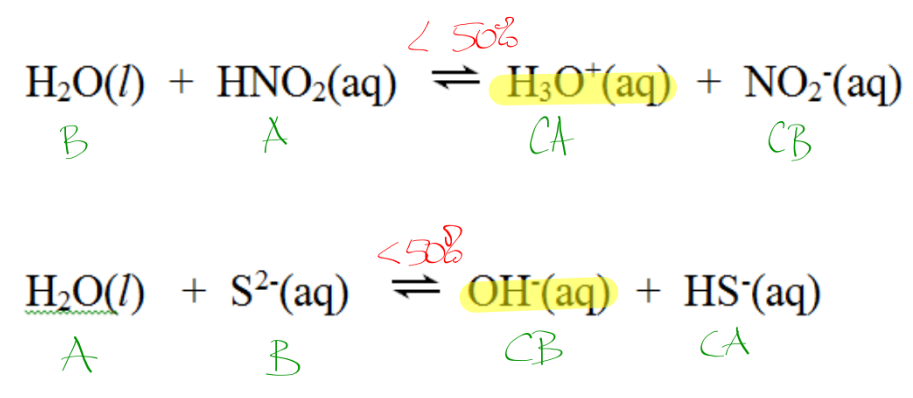 < 50%
H₂O(l) + HNO₂(aq) ⇌ H₃O⁺(aq) + NO₂⁻(aq)
B A CA CB
<50%
H₂O(l) + S²⁻(aq) ⇌ OH⁻(aq) + HS⁻(aq)
A B CB CA